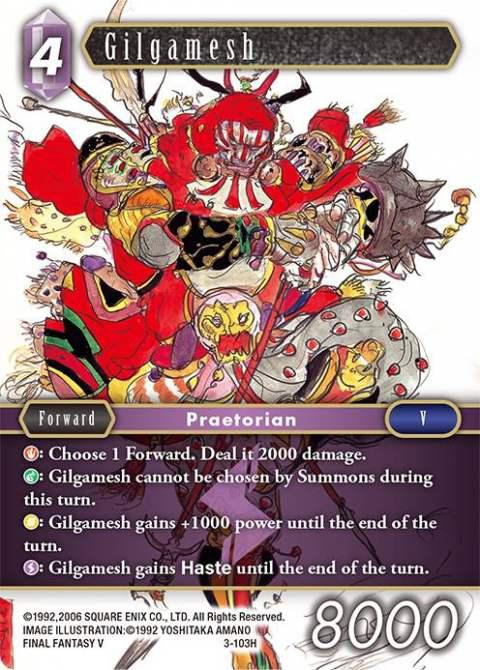 4
Gilgamesh
Forward
Praetorian
V
: Choose 1 Forward. Deal it 2000 damage.
: Gilgamesh cannot be chosen by Summons during
this turn.
: Gilgamesh gains +1000 power until the end of the
turn.
: Gilgamesh gains Haste until the end of the turn.
©1992,2006 SQUARE ENIX CO., LTD. All Rights Reserved.
IMAGE ILLUSTRATION:©1992 YOSHITAKA AMANO
FINAL FANTASY V 3-103H
8000